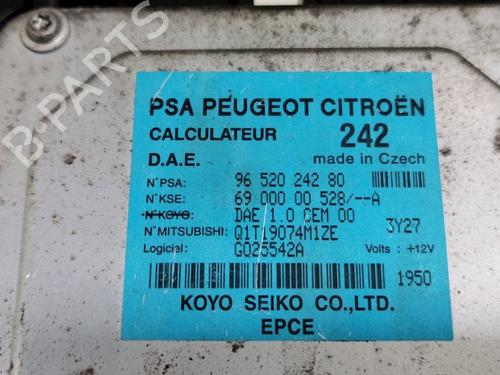 PSA PEUGEOT CITROËN
CALCULATEUR 242
D.A.E. made in Czech
N° PSA: 96 520 242 80
N° KSE: 69 000 00 528/--A
N° KOYO: DAE 1.0 CEM 00
N° MITSUBISHI: Q1T19074M1ZE 3Y27
Logiciel: G025542A Volts : +12V
1950
KOYO SEIKO CO.,LTD.
EPCE
B-PARTS